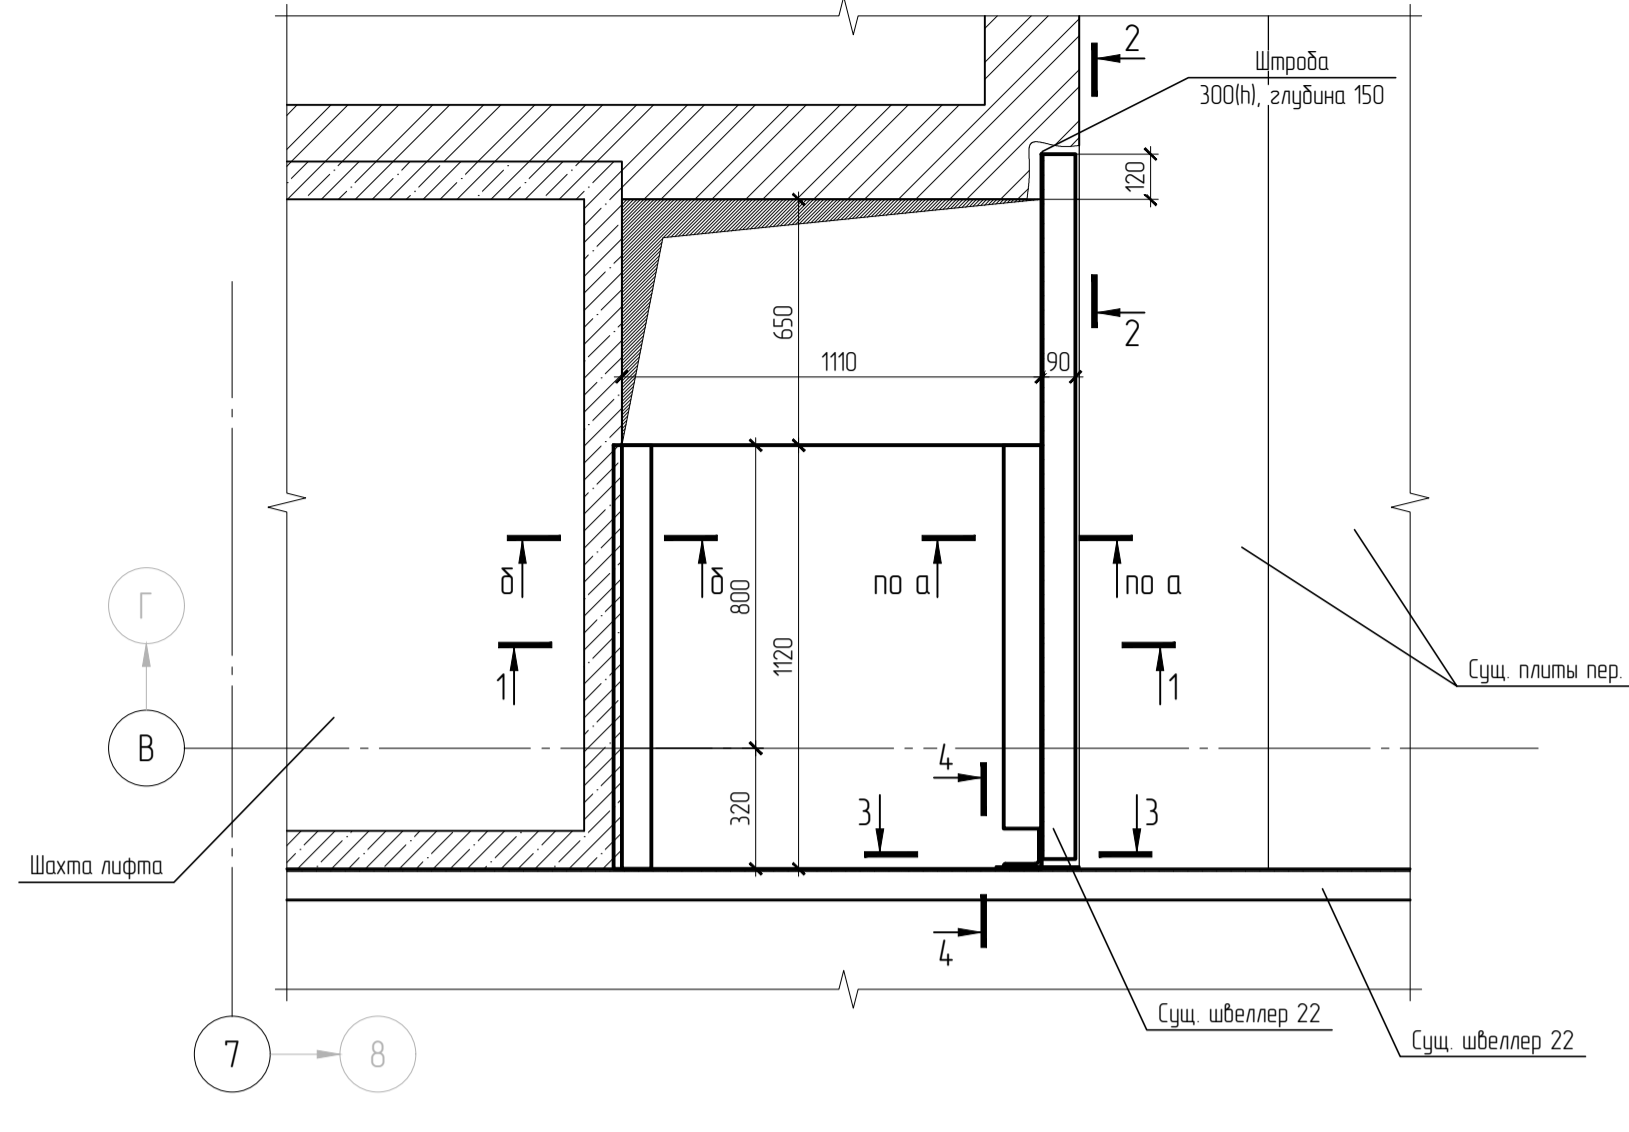 2
Штроба
300(h), глубина 150
120
650
2
1110
90
б
б
по а
по а
800
Г
1120
1
1
Сущ. плиты пер.
В
4
320
3
3
Шахта лифта
4
Сущ. швеллер 22
Сущ. швеллер 22
7
8